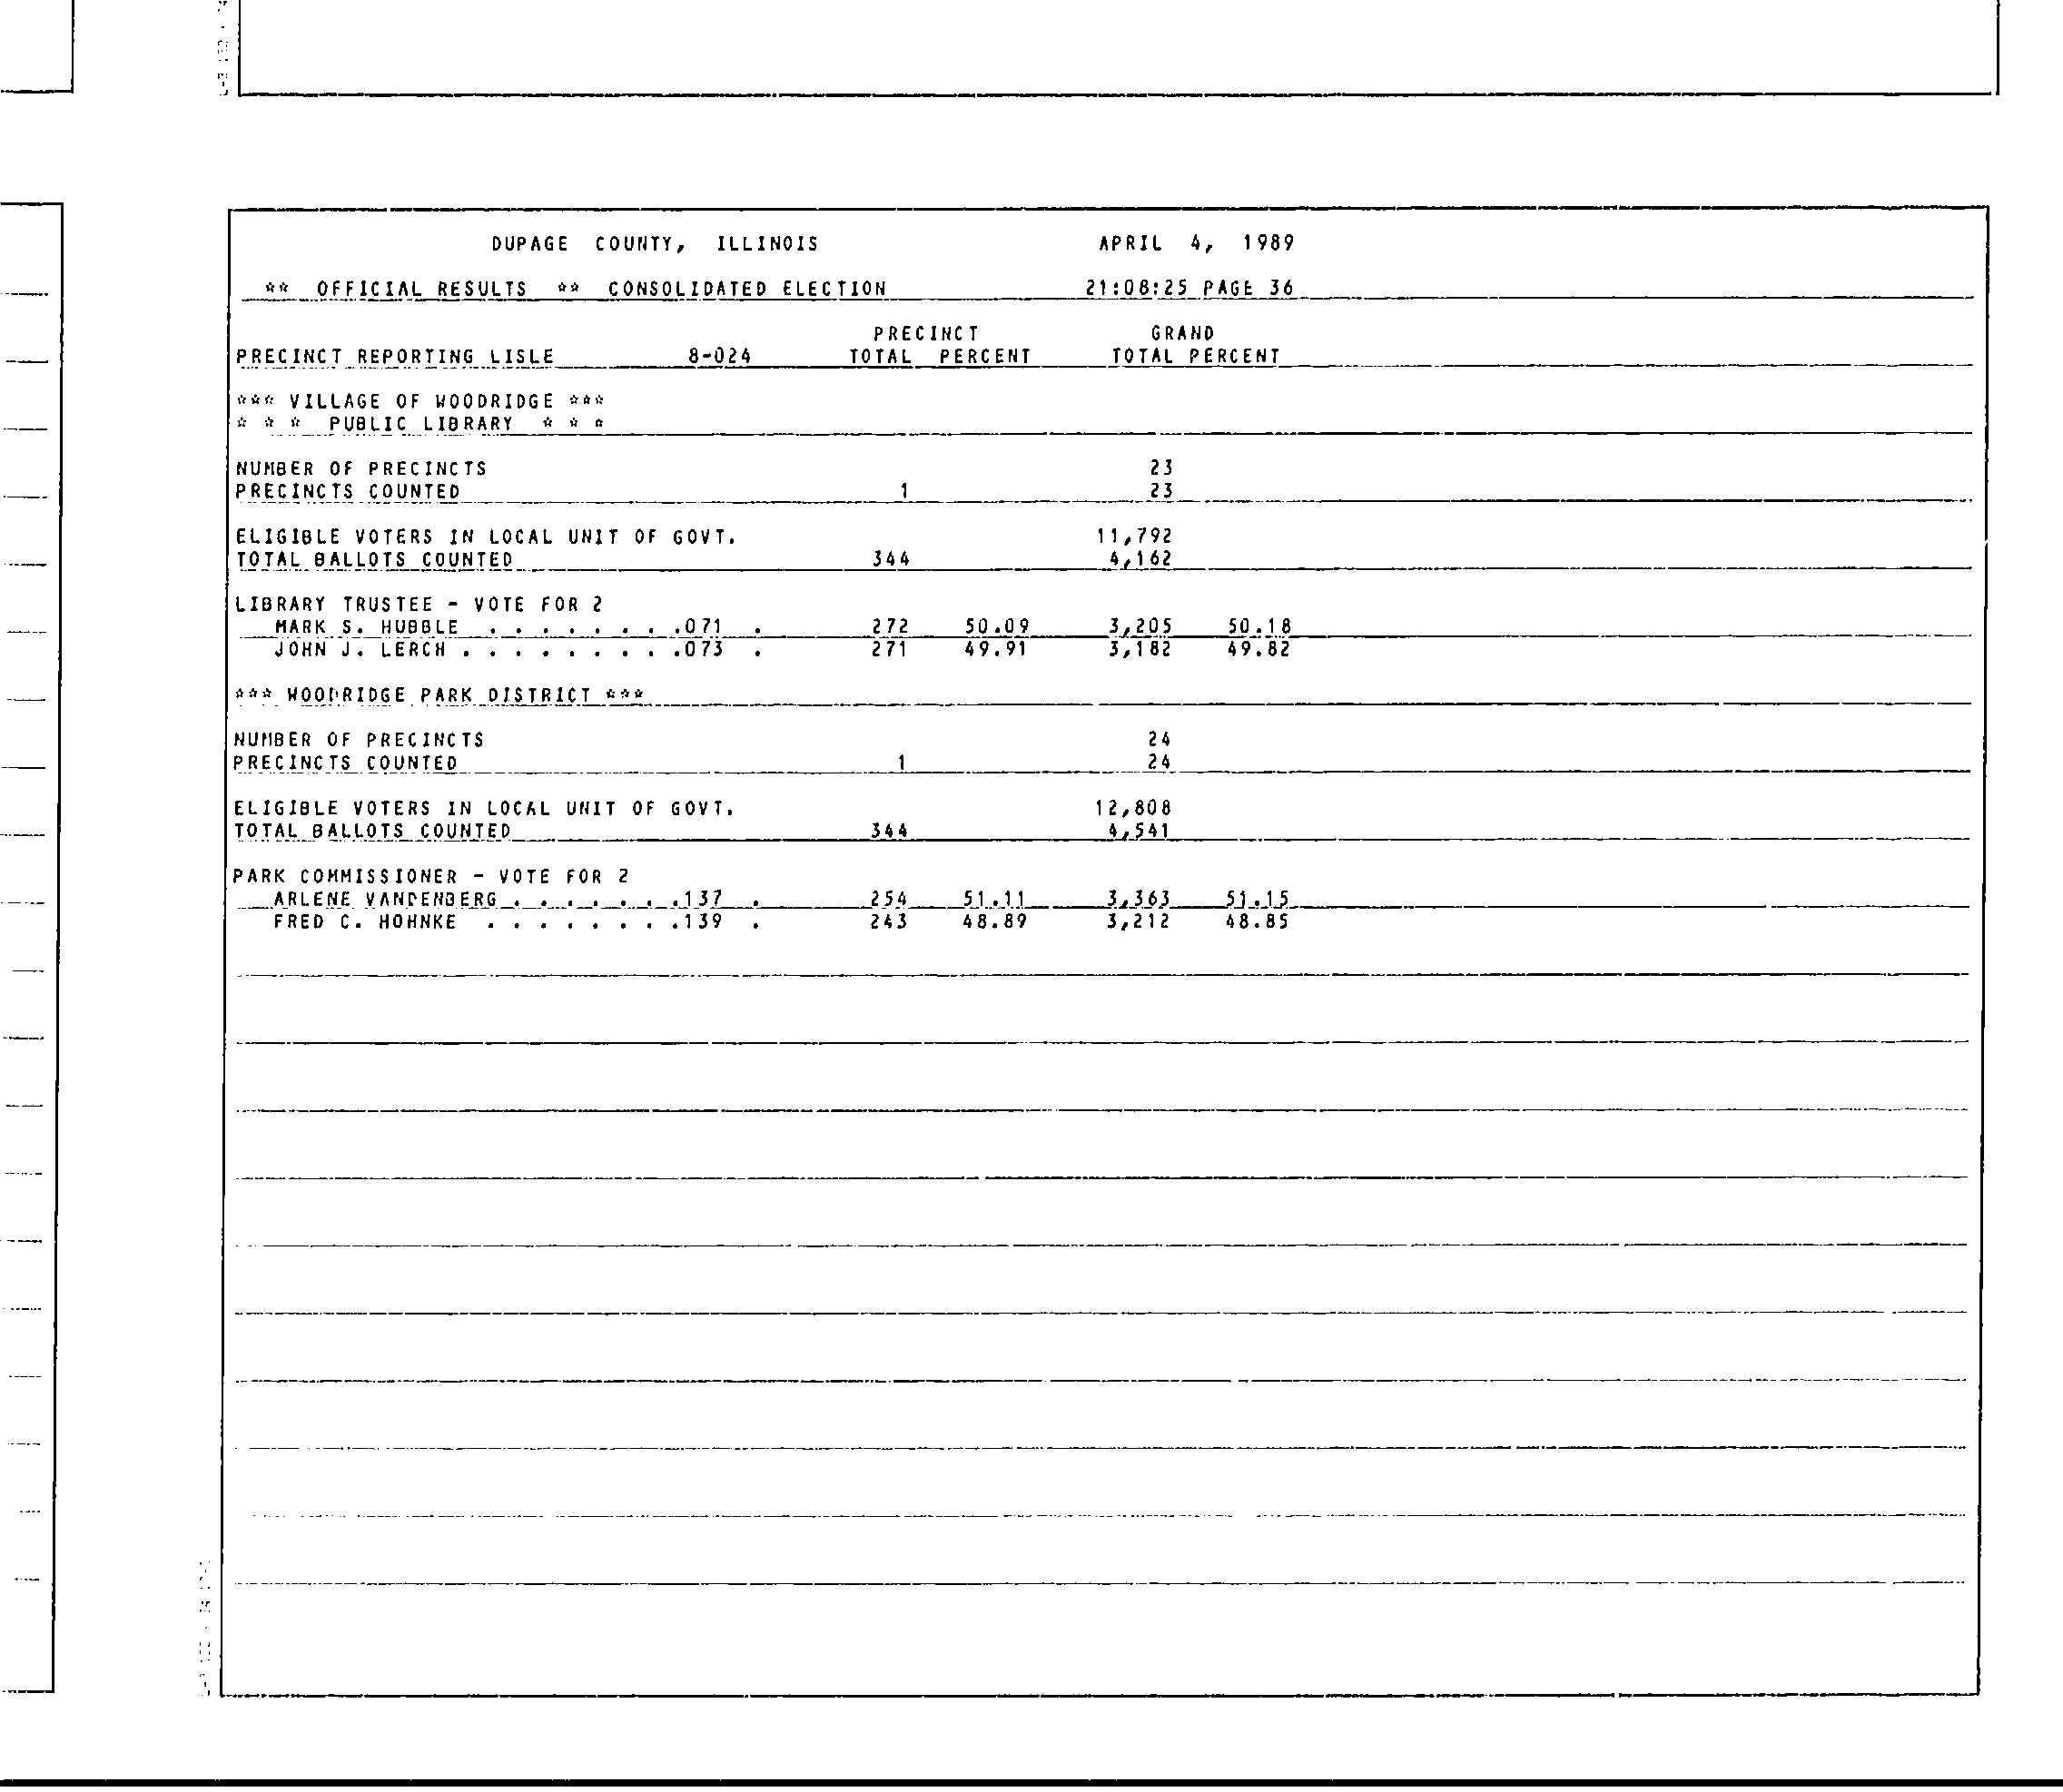 DUPAGE COUNTY, ILLINOIS APRIL 4, 1989
** OFFICIAL RESULTS ** CONSOLIDATED ELECTION 21:08:25 PAGE 36
PRECINCT GRAND
PRECINCT REPORTING LISLE 8-024 TOTAL PERCENT TOTAL PERCENT
*** VILLAGE OF WOODRIDGE ***
* * * PUBLIC LIBRARY * * *
NUMBER OF PRECINCTS 23
PRECINCTS COUNTED 1 23
ELIGIBLE VOTERS IN LOCAL UNIT OF GOVT. 11,792
TOTAL BALLOTS COUNTED 344 4,162
LIBRARY TRUSTEE - VOTE FOR 2
MARK S. HUBBLE . . . . . . . .071 . 272 50.09 3,205 50.18
JOHN J. LERCH . . . . . . . . .073 . 271 49.91 3,182 49.82
*** WOODRIDGE PARK DISTRICT ***
NUMBER OF PRECINCTS 24
PRECINCTS COUNTED 1 24
ELIGIBLE VOTERS IN LOCAL UNIT OF GOVT. 12,808
TOTAL BALLOTS COUNTED 344 4,541
PARK COMMISSIONER - VOTE FOR 2
ARLENE VANDENBERG . . . . . . .137 . 254 51.11 3,363 51.15
FRED C. HOHNKE . . . . . . . .139 . 243 48.89 3,212 48.85